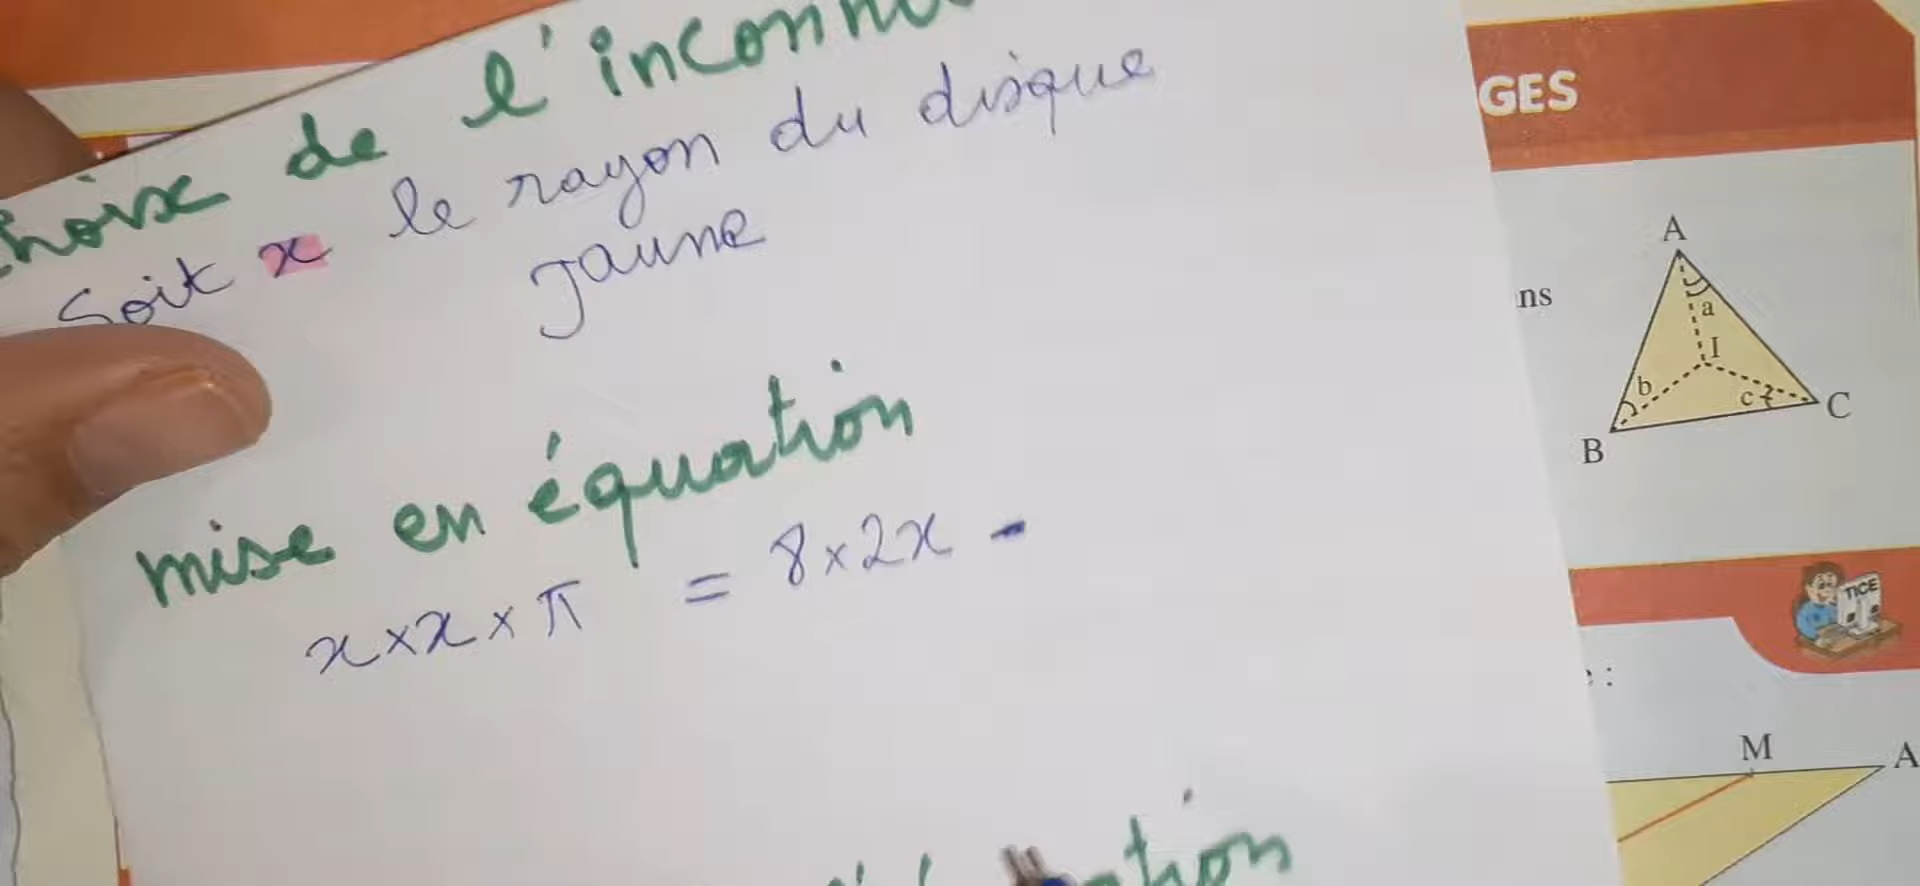 de l'inconnu
Soit x le rayon du disque
Jaune
mise en équation
x × x × π = 8 × 2x -
GES
A
a
I
ns
b
c
C
B
TICE
:
M
A